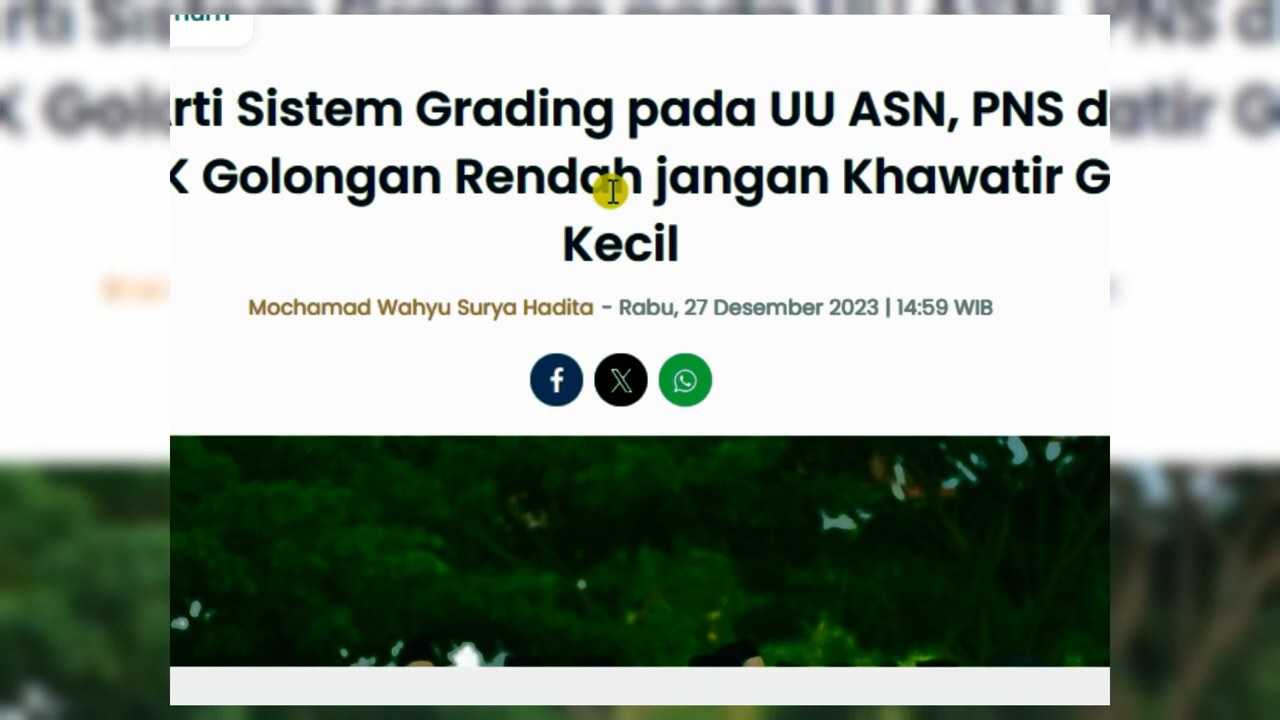 rti Sistem Grading pada UU ASN, PNS d
K Golongan Rendah jangan Khawatir G
Kecil
Mochamad Wahyu Surya Hadita - Rabu, 27 Desember 2023 | 14:59 WIB